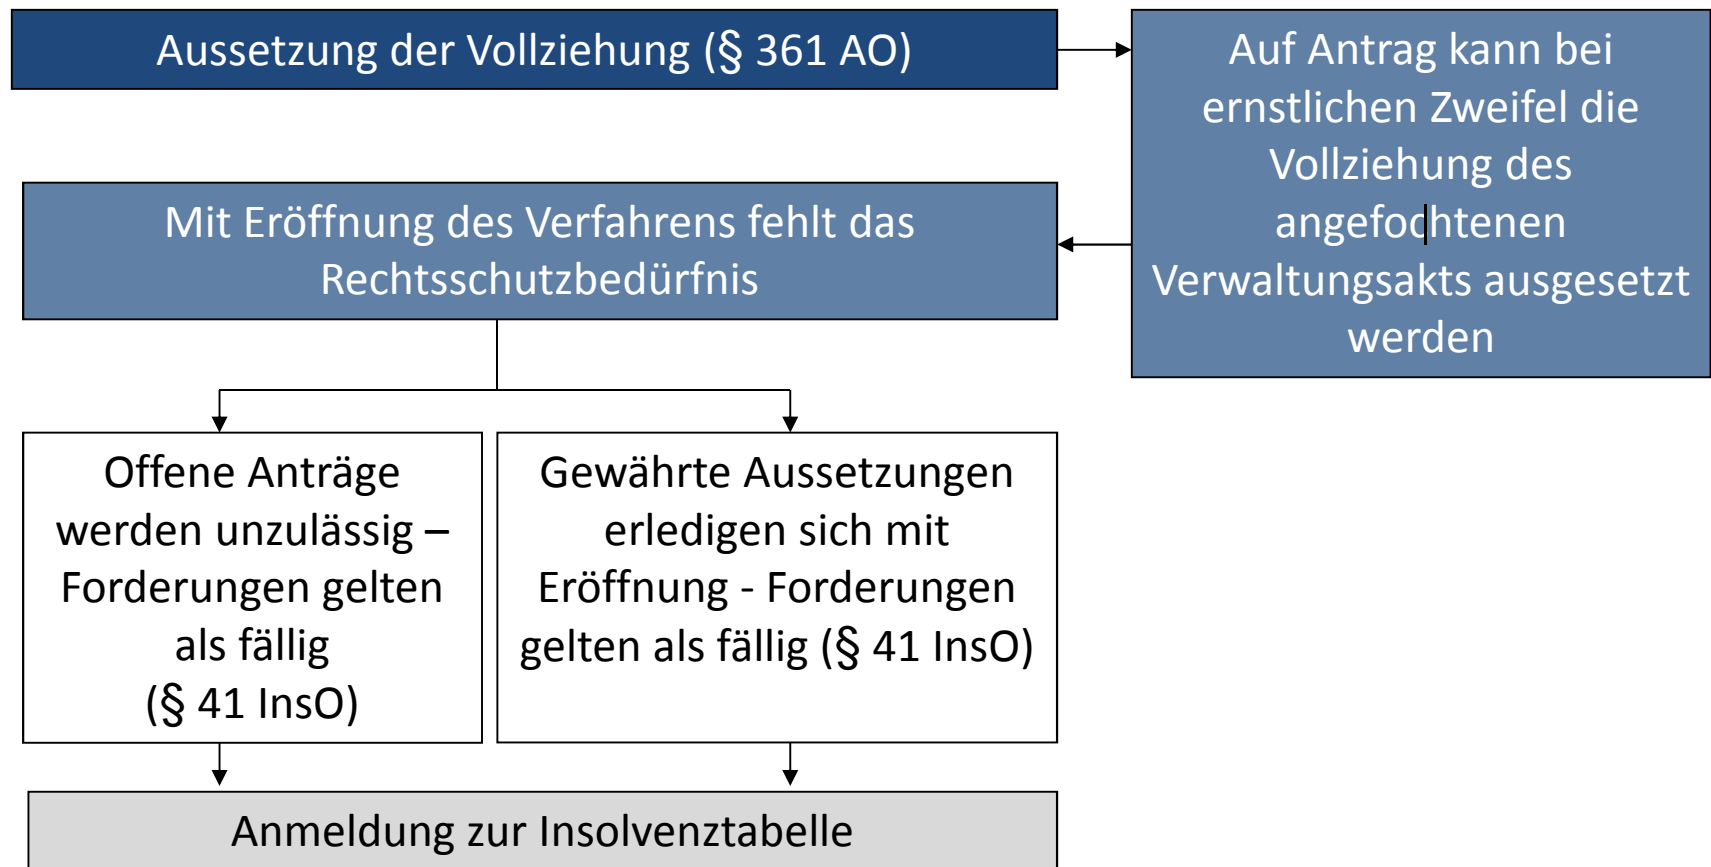 Aussetzung der Vollziehung (§ 361 AO)
Auf Antrag kann bei
ernstlichen Zweifel die
Vollziehung des
angefochtenen
Verwaltungsakts ausgesetzt
werden
Mit Eröffnung des Verfahrens fehlt das
Rechtsschutzbedürfnis
Offene Anträge
werden unzulässig –
Forderungen gelten
als fällig
(§ 41 InsO)
Gewährte Aussetzungen
erledigen sich mit
Eröffnung - Forderungen
gelten als fällig (§ 41 InsO)
Anmeldung zur Insolvenztabelle